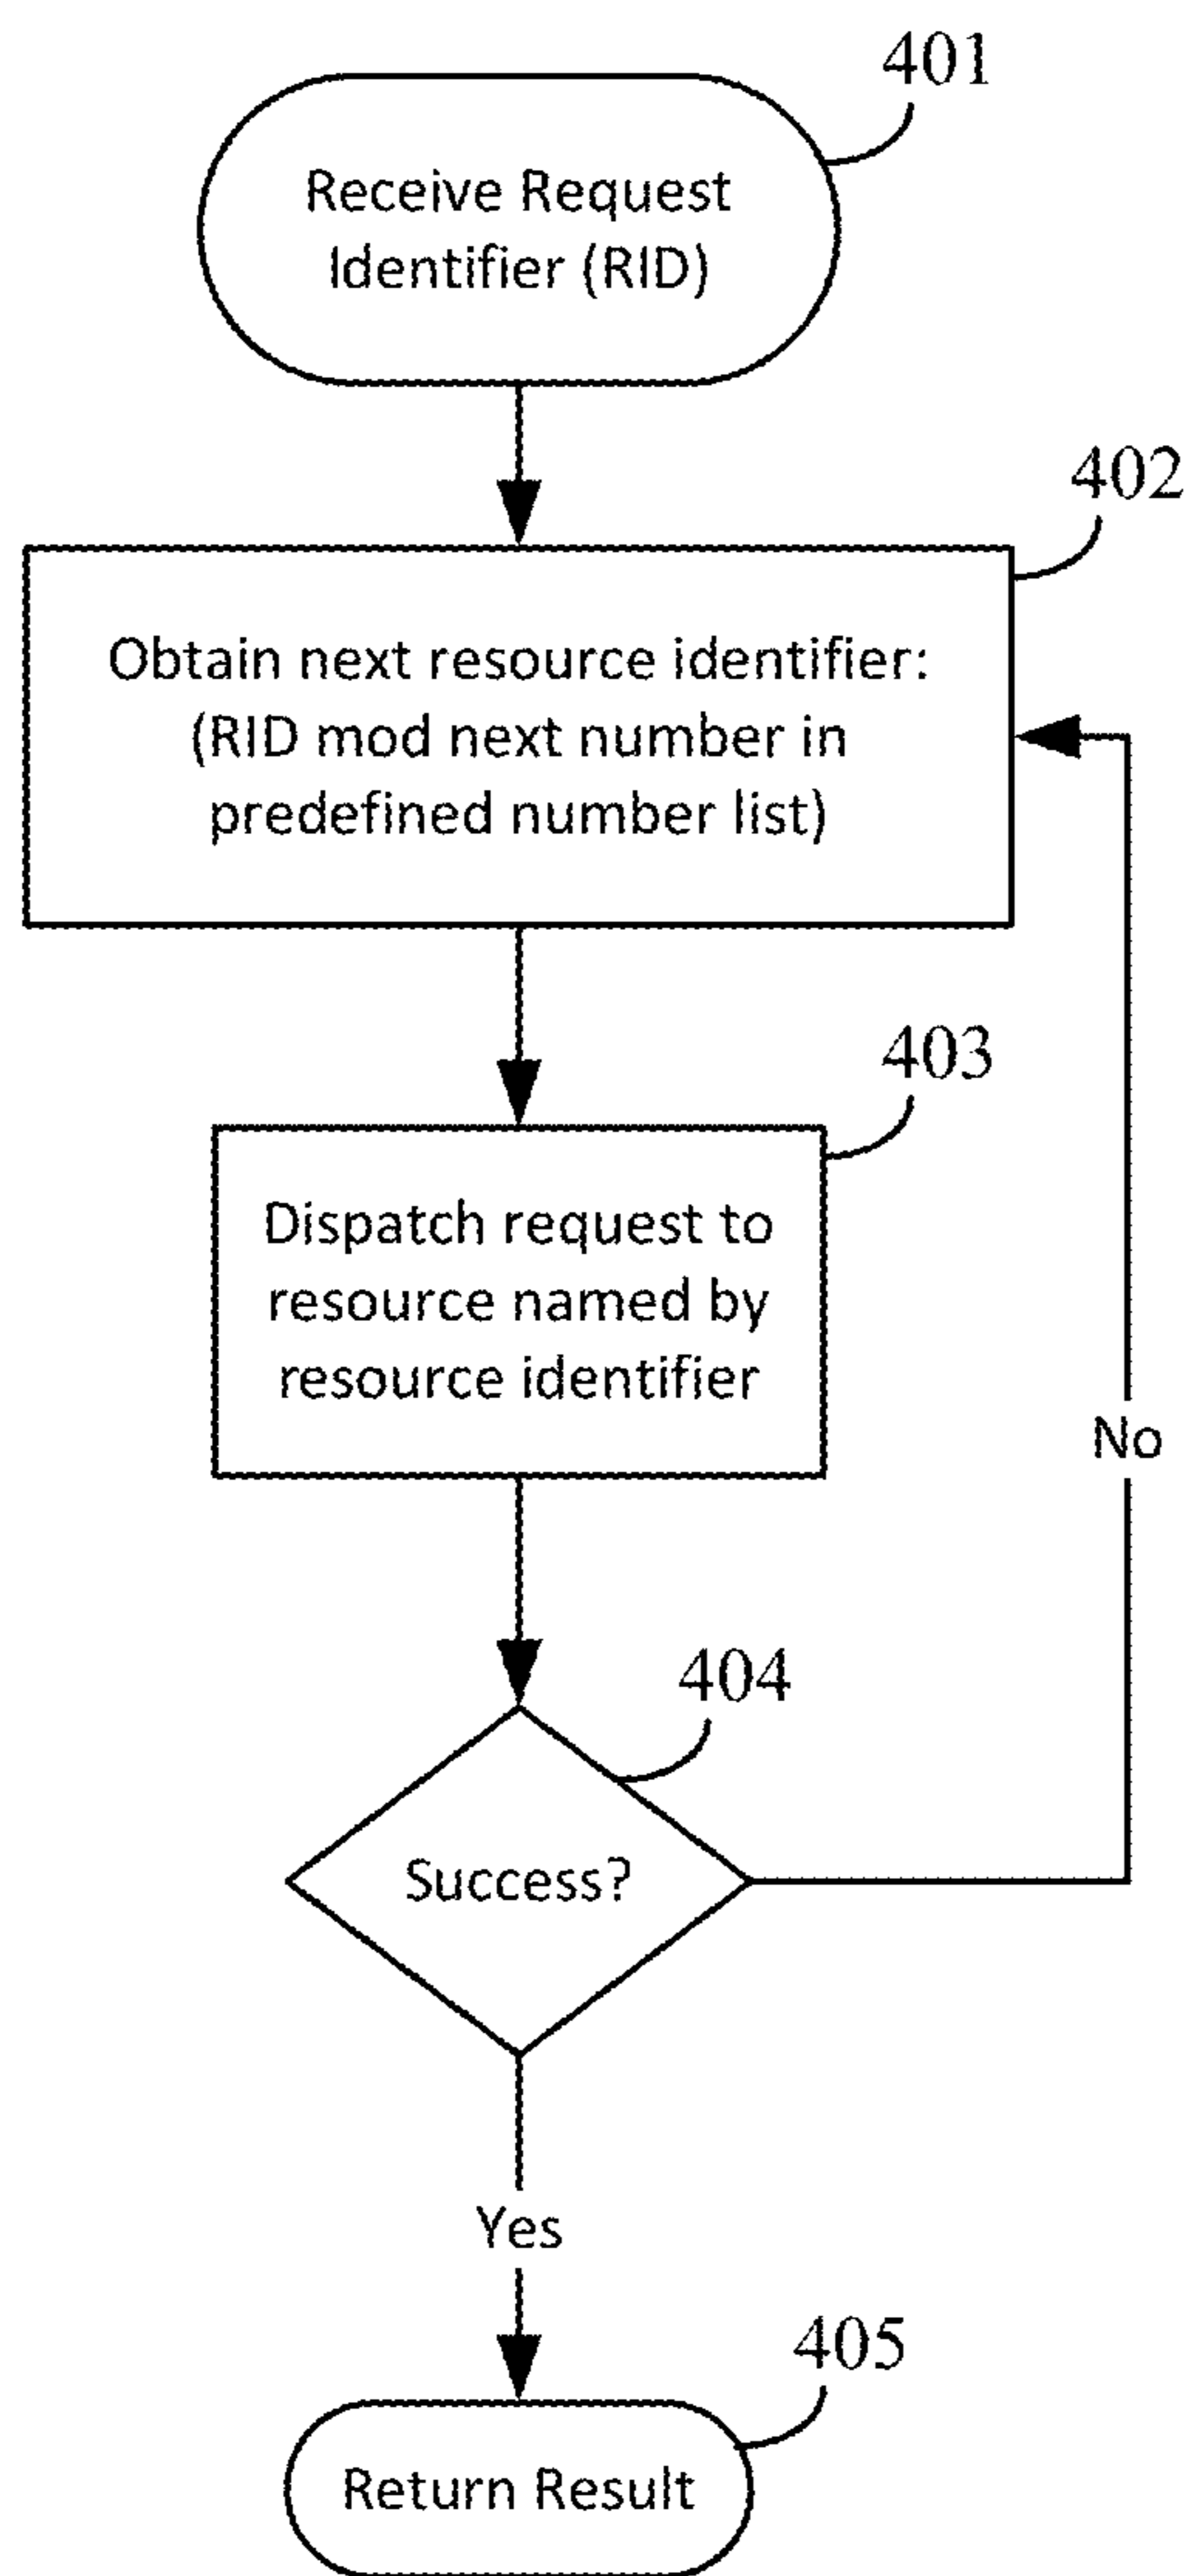 401
Receive Request
Identifier (RID)
402
Obtain next resource identifier:
(RID mod next number in
predefined number list)
403
Dispatch request to
resource named by
resource identifier
No
404
Success?
Yes
405
Return Result